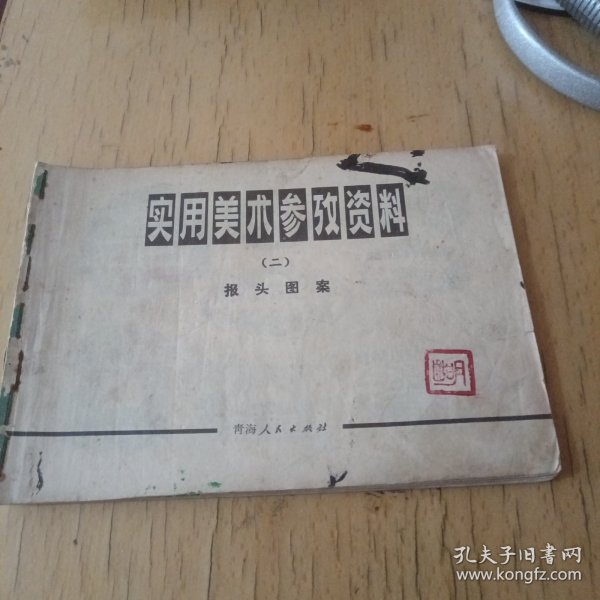 实用美术参攷资料
(二)
报头图案
青海人民出版社
孔夫子旧书网
www.kongfz.com